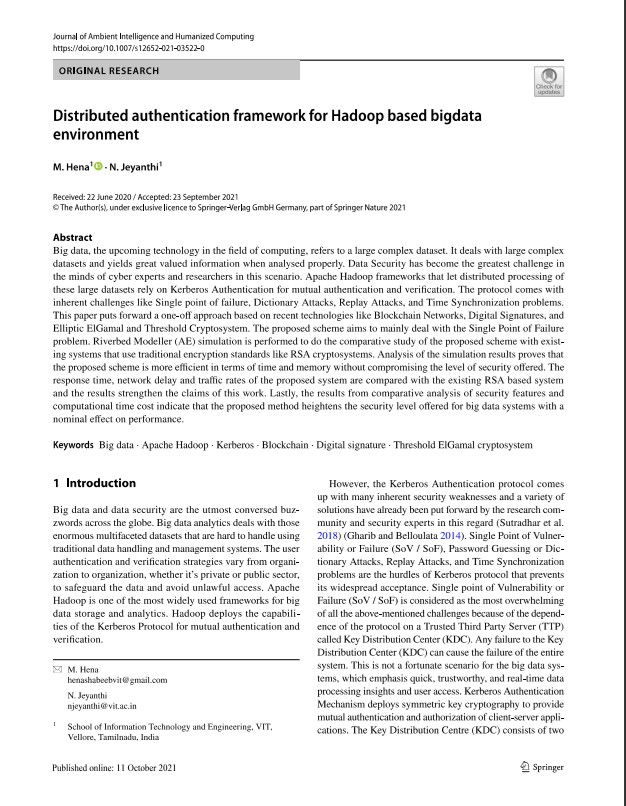 Journal of Ambient Intelligence and Humanized Computing
https://doi.org/10.1007/s12652-021-03522-0
ORIGINAL RESEARCH
Check for
updates
Distributed authentication framework for Hadoop based bigdata
environment
M. Hena1 · N. Jeyanthi1
Received: 22 June 2020 / Accepted: 23 September 2021
© The Author(s), under exclusive licence to Springer-Verlag GmbH Germany, part of Springer Nature 2021
Abstract
Big data, the upcoming technology in the field of computing, refers to a large complex dataset. It deals with large complex
datasets and yields great valued information when analysed properly. Data Security has become the greatest challenge in
the minds of cyber experts and researchers in this scenario. Apache Hadoop frameworks that let distributed processing of
these large datasets rely on Kerberos Authentication for mutual authentication and verification. The protocol comes with
inherent challenges like Single point of failure, Dictionary Attacks, Replay Attacks, and Time Synchronization problems.
This paper puts forward a one-off approach based on recent technologies like Blockchain Networks, Digital Signatures, and
Elliptic ElGamal and Threshold Cryptosystem. The proposed scheme aims to mainly deal with the Single Point of Failure
problem. Riverbed Modeller (AE) simulation is performed to do the comparative study of the proposed scheme with exist-
ing systems that use traditional encryption standards like RSA cryptosystems. Analysis of the simulation results proves that
the proposed scheme is more efficient in terms of time and memory without compromising the level of security offered. The
response time, network delay and traffic rates of the proposed system are compared with the existing RSA based system
and the results strengthen the claims of this work. Lastly, the results from comparative analysis of security features and
computational time cost indicate that the proposed method heightens the security level offered for big data systems with a
nominal effect on performance.
Keywords Big data · Apache Hadoop · Kerberos · Blockchain · Digital signature · Threshold ElGamal cryptosystem
1 Introduction
Big data and data security are the utmost conversed buz-
zwords across the globe. Big data analytics deals with those
enormous multifaceted datasets that are hard to handle using
traditional data handling and management systems. The user
authentication and verification strategies vary from organi-
zation to organization, whether it's private or public sector,
to safeguard the data and avoid unlawful access. Apache
Hadoop is one of the most widely used frameworks for big
data storage and analytics. Hadoop deploys the capabili-
ties of the Kerberos Protocol for mutual authentication and
verification.
M. Hena
henashabeebvit@gmail.com
N. Jeyanthi
njeyanthi@vit.ac.in
1 School of Information Technology and Engineering, VIT,
Vellore, Tamilnadu, India
However, the Kerberos Authentication protocol comes
up with many inherent security weaknesses and a variety of
solutions have already been put forward by the research com-
munity and security experts in this regard (Sutradhar et al.
2018) (Gharib and Belloulata 2014). Single Point of Vulner-
ability or Failure (SoV / SoF), Password Guessing or Dic-
tionary Attacks, Replay Attacks, and Time Synchronization
problems are the hurdles of Kerberos protocol that prevents
its widespread acceptance. Single point of Vulnerability or
Failure (SoV / SoF) is considered as the most overwhelming
of all the above-mentioned challenges because of the depend-
ence of the protocol on a Trusted Third Party Server (TTP)
called Key Distribution Center (KDC). Any failure to the Key
Distribution Center (KDC) can cause the failure of the entire
system. This is not a fortunate scenario for the big data sys-
tems, which emphasis quick, trustworthy, and real-time data
processing insights and user access. Kerberos Authentication
Mechanism deploys symmetric key cryptography to provide
mutual authentication and authorization of client-server appli-
cations. The Key Distribution Centre (KDC) consists of two
Published online: 11 October 2021
Springer